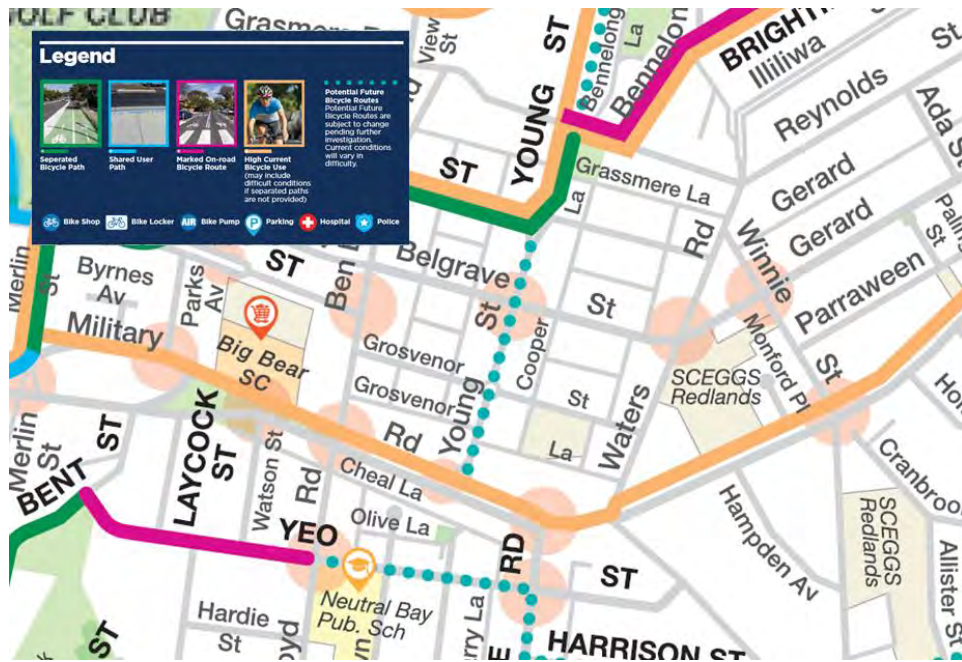 GOLF CLUB
Grasmere
View
St
YOUNG
ST
Bennelong
La
Bennelon
BRIGHT
Illiliwa
St
Reynolds
Ada St
Legend
Seperated
Bicycle Path
Shared User
Path
Marked On-road
Bicycle Route
High Current
Bicycle Use
(may include
difficult conditions
if separated paths
are not provided)
Potential Future
Bicycle Routes
Potential Future
Bicycle Routes are
subject to change
pending further
investigation.
Current conditions
will vary in
difficulty.
Bike Shop
Bike Locker
AIR
Bike Pump
P
Parking
Hospital
Police
ST
Grassmere La
La
Gerard
Gerard
Rd
Winnie
St
Parraween
St
Merlin
St
Byrnes
Av
Parks
Av
ST
Ben
Belgrave
St
St
Military
Big Bear
SC
Grosvenor
Grosvenor
St
Cooper
La
Young
Rd
Waters
SCEGGS
Redlands
Monford Pl
Merlin
St
BENT
ST
LAYCOCK
ST
Watson St
Rd
Cheal La
Olive La
YEO
RD
ST
Hampden Av
Cranbroo
SCEGGS
Redlands
Allister St
Hardie
St
Neutral Bay
Pub. Sch
ST
HARRISON ST